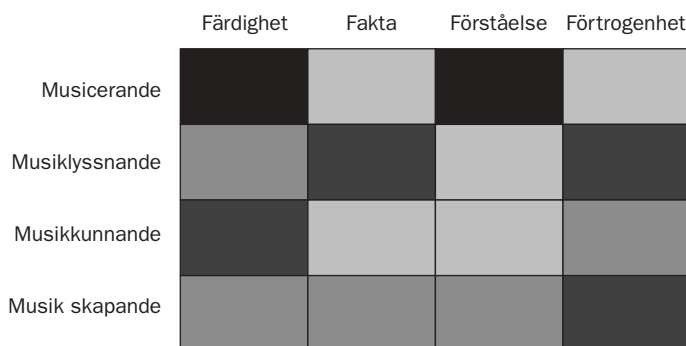 Färdighet Fakta Förståelse Förtrogenhet
Musicerande
Musiklyssnande
Musikkunnande
Musik skapande